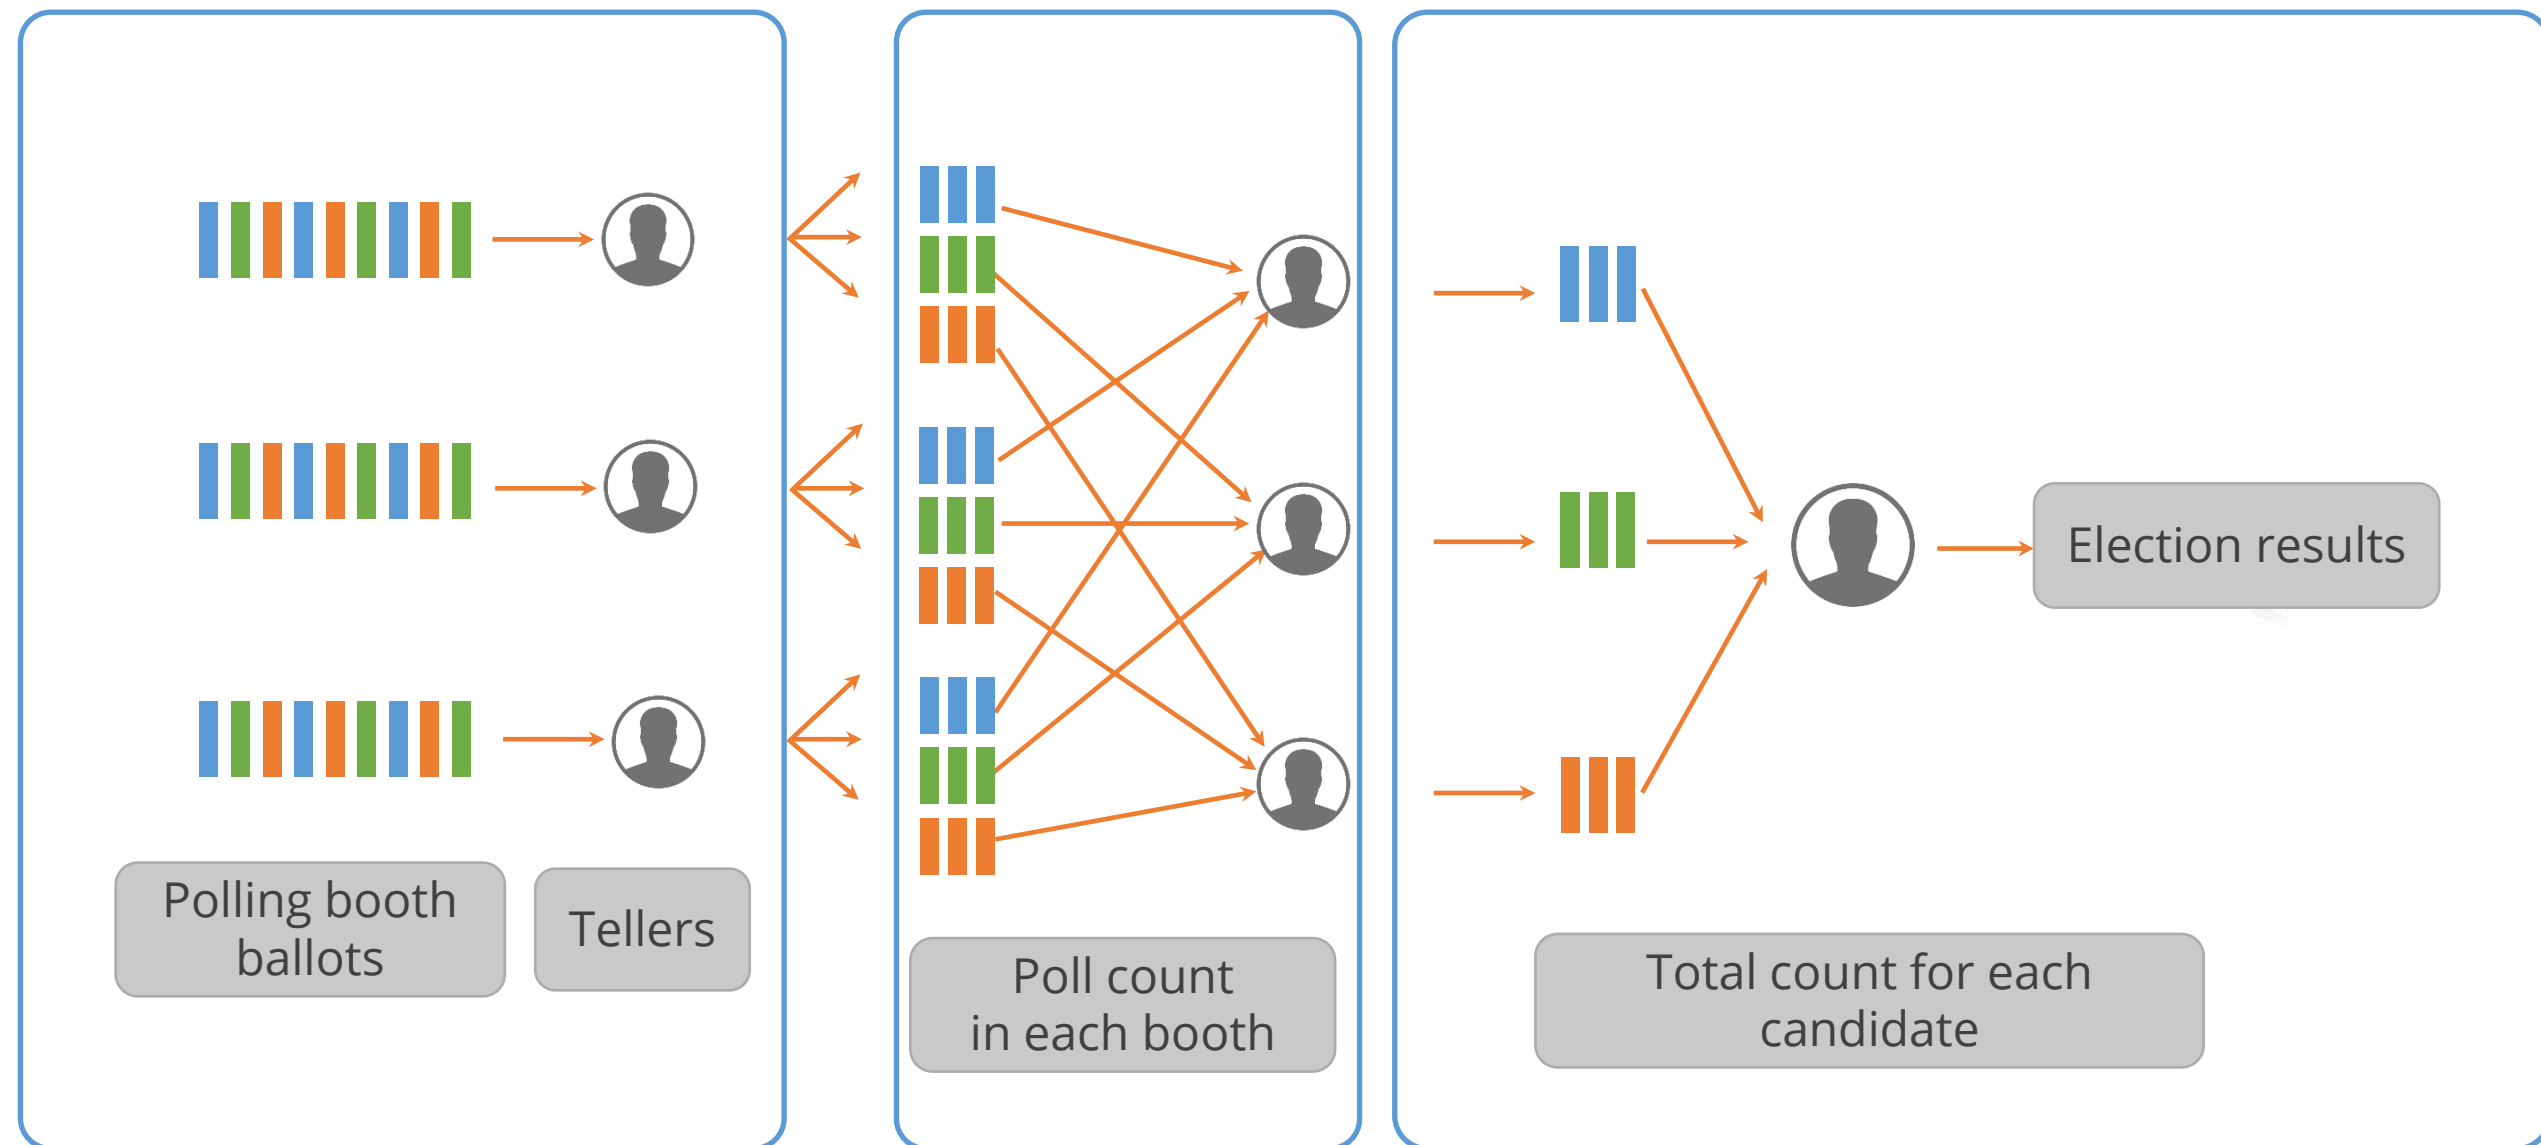 Election results
Polling booth
ballots
Tellers
Poll count
in each booth
Total count for each
candidate